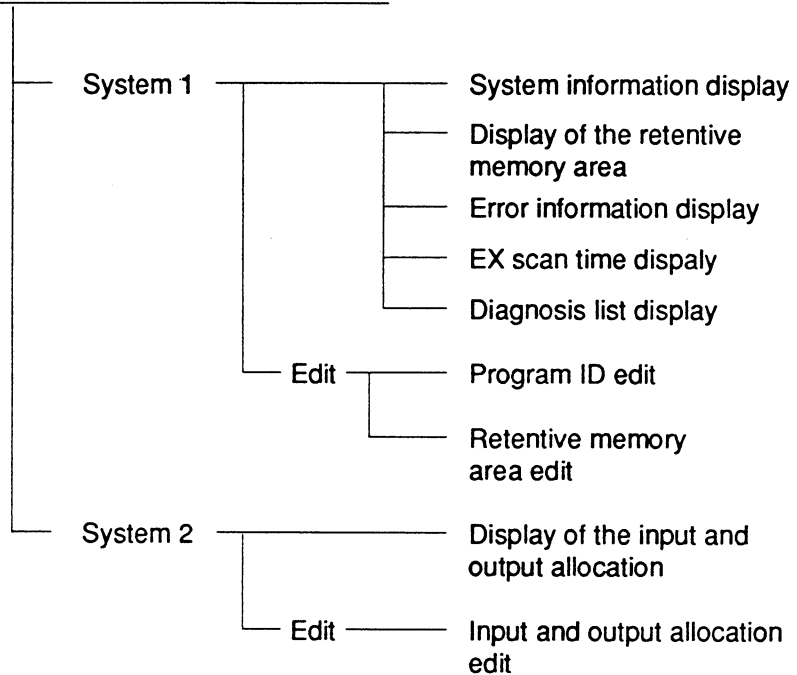 System 1
System information display
Display of the retentive
memory area
Error information display
EX scan time dispaly
Diagnosis list display
Edit
Program ID edit
Retentive memory
area edit
System 2
Display of the input and
output allocation
Edit
Input and output allocation
edit